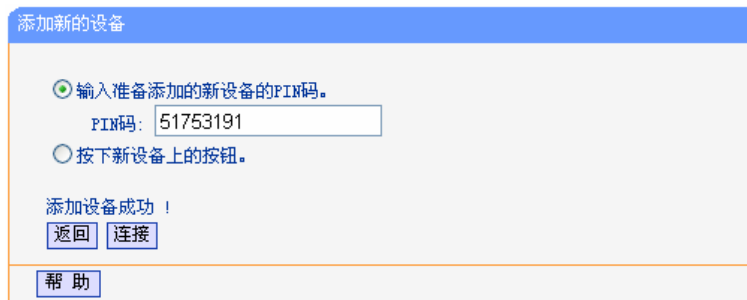 添加新的设备
输入准备添加的新设备的PIN码。
PIN码: 51753191
按下新设备上的按钮。
添加设备成功 !
返回 连接
帮 助